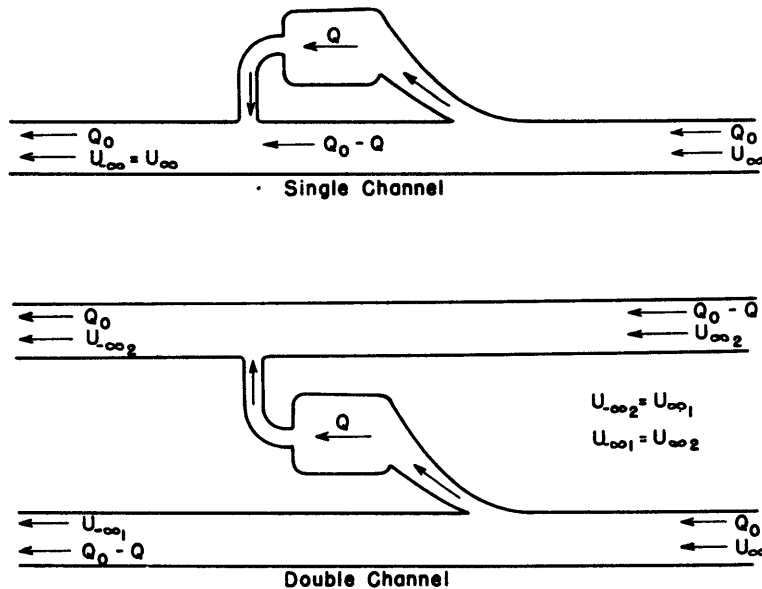 Q
Q₀
U₋∞ = U∞
Q₀ - Q
Q₀
U∞
Single Channel
Q₀
U₋∞₂
Q₀ - Q
U∞₂
U₋∞₂ = U∞₁
U₋∞₁ = U∞₂
Q
U₋∞₁
Q₀ - Q
Q₀
U∞
Double Channel